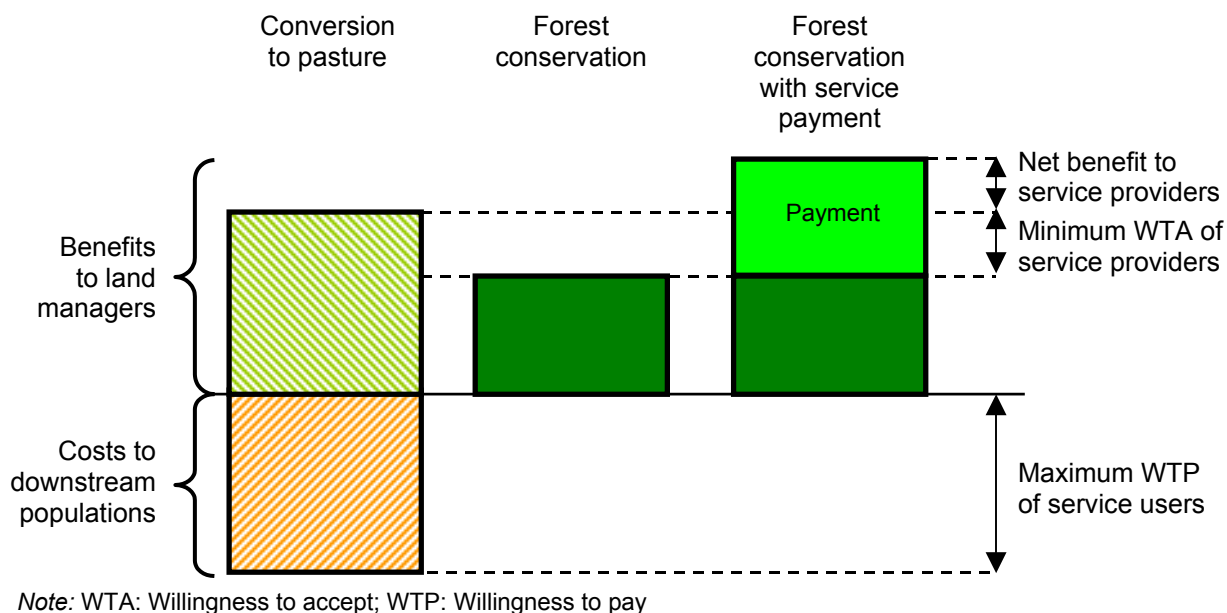 Conversion
to pasture
Forest
conservation
Forest
conservation
with service
payment
Net benefit to
service providers
Payment
Minimum WTA of
service providers
Benefits
to land
managers
Costs to
downstream
populations
Maximum WTP
of service users
Note: WTA: Willingness to accept; WTP: Willingness to pay